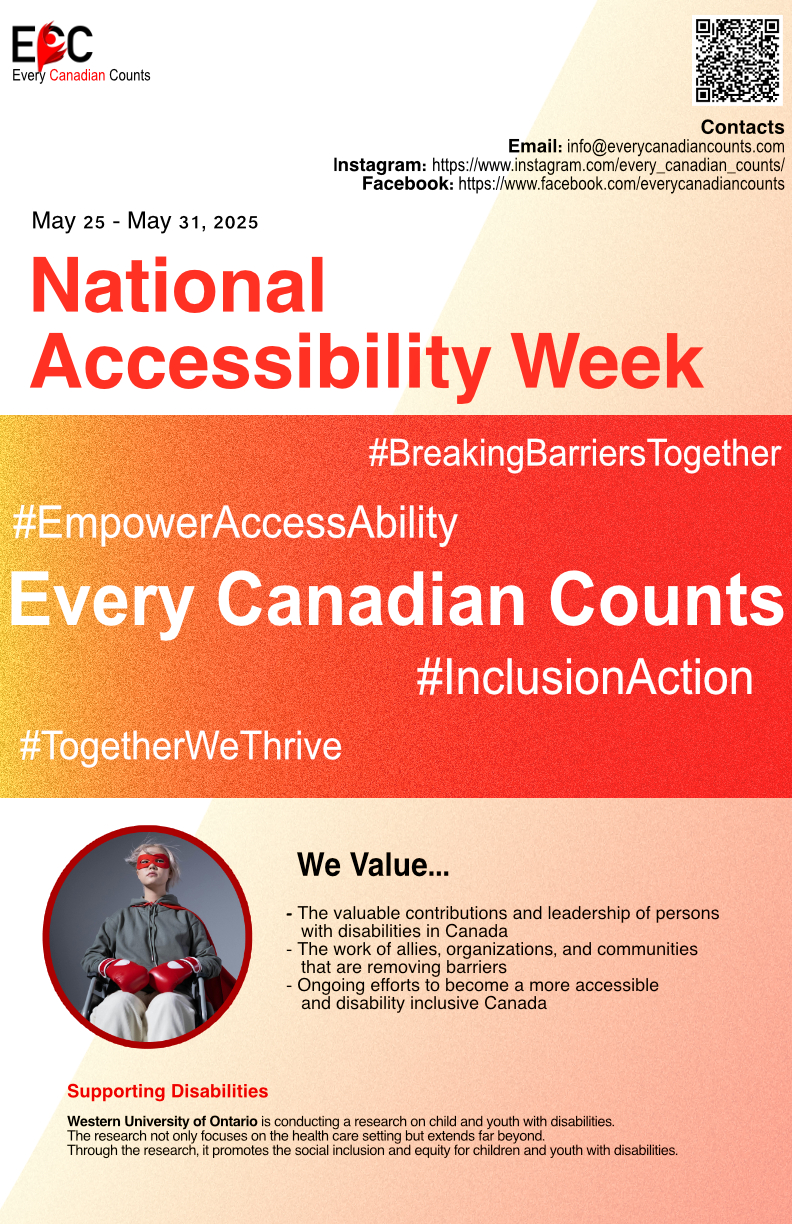 ECC
Every Canadian Counts
Contacts
Email: info@everycanadiancounts.com
Instagram: https://www.instagram.com/every_canadian_counts/
Facebook: https://www.facebook.com/everycanadiancounts
May 25 - May 31, 2025
National
Accessibility Week
#BreakingBarriersTogether
#EmpowerAccessAbility
Every Canadian Counts
#InclusionAction
#TogetherWeThrive
We Value...
- The valuable contributions and leadership of persons
with disabilities in Canada
- The work of allies, organizations, and communities
that are removing barriers
- Ongoing efforts to become a more accessible
and disability inclusive Canada
Supporting Disabilities
Western University of Ontario is conducting a research on child and youth with disabilities.
The research not only focuses on the health care setting but extends far beyond.
Through the research, it promotes the social inclusion and equity for children and youth with disabilities.